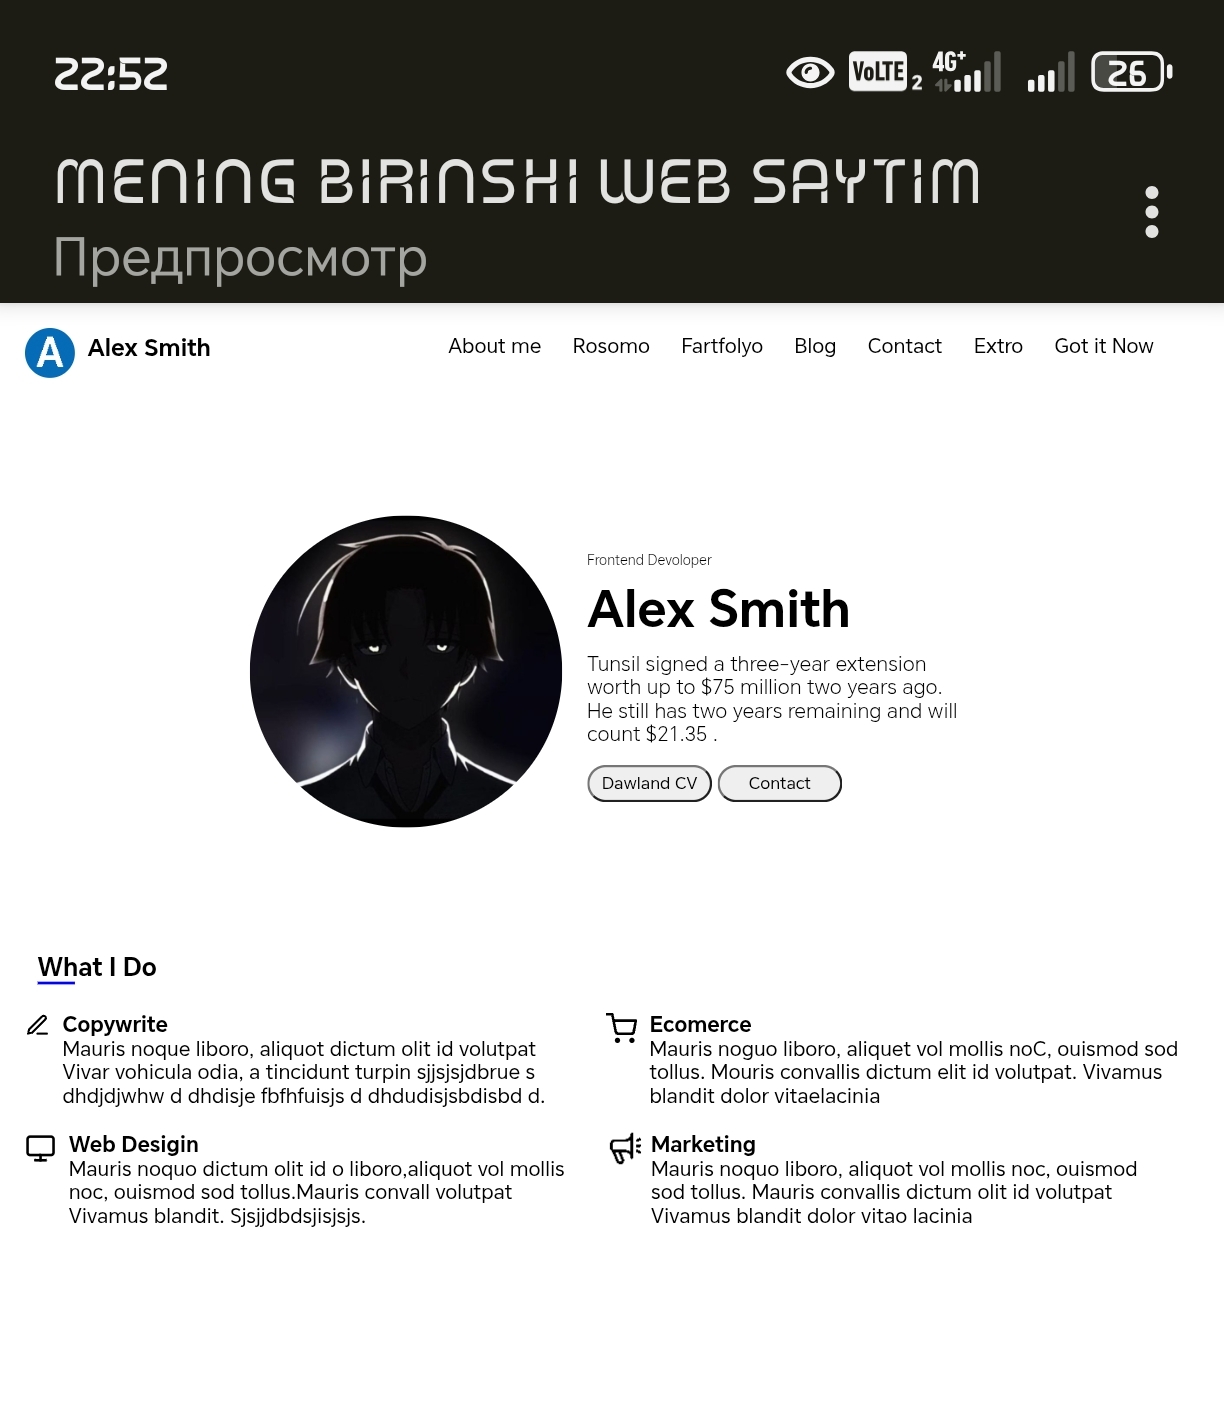 22:52
VoLTE 2 4G+ 26
MENING BIRINSHI WEB SAYTIM
Предпросмотр
A Alex Smith About me Rosomo Fartfolyo Blog Contact Extro Got it Now
Frontend Devoloper
Alex Smith
Tunsil signed a three-year extension
worth up to $75 million two years ago.
He still has two years remaining and will
count $21.35 .
Dawland CV Contact
What I Do
Copywrite
Mauris noque liboro, aliquot dictum olit id volutpat
Vivar vohicula odia, a tincidunt turpin sjjsjsjdbrue s
dhdjdjwhw d dhdisje fbfhfuisjs d dhdudisjsbdisbd d.
Ecomerce
Mauris noguo liboro, aliquet vol mollis noC, ouismod sod
tollus. Mouris convallis dictum elit id volutpat. Vivamus
blandit dolor vitaelacinia
Web Desigin
Mauris noquo dictum olit id o liboro,aliquot vol mollis
noc, ouismod sod tollus.Mauris convall volutpat
Vivamus blandit. Sjsjjdbdsjisjsjs.
Marketing
Mauris noquo liboro, aliquot vol mollis noc, ouismod
sod tollus. Mauris convallis dictum olit id volutpat
Vivamus blandit dolor vitao lacinia